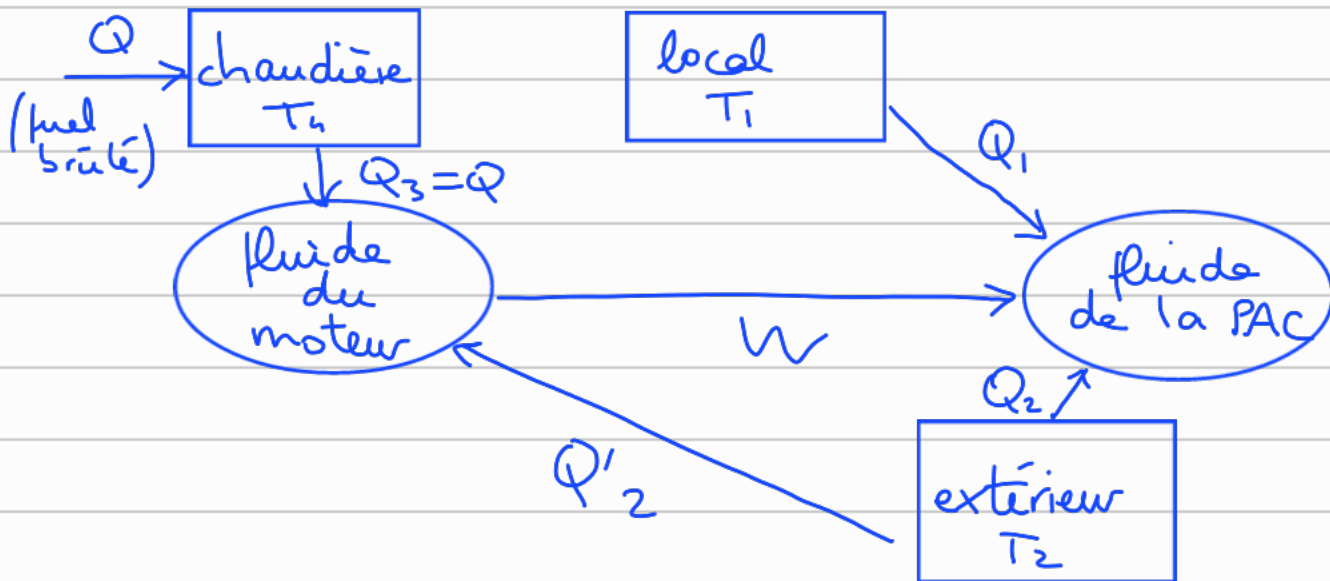 Q
(fuel
brûlé)
chaudière
T₄
Q₃=Q
fluide
du
moteur
local
T₁
Q₁
W
fluide
de la PAC
Q₂
Q'₂
extérieur
T₂